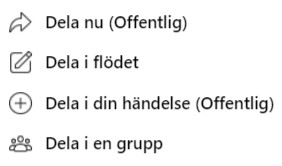 Dela nu (Offentlig)
Dela i flödet
Dela i din händelse (Offentlig)
Dela i en grupp